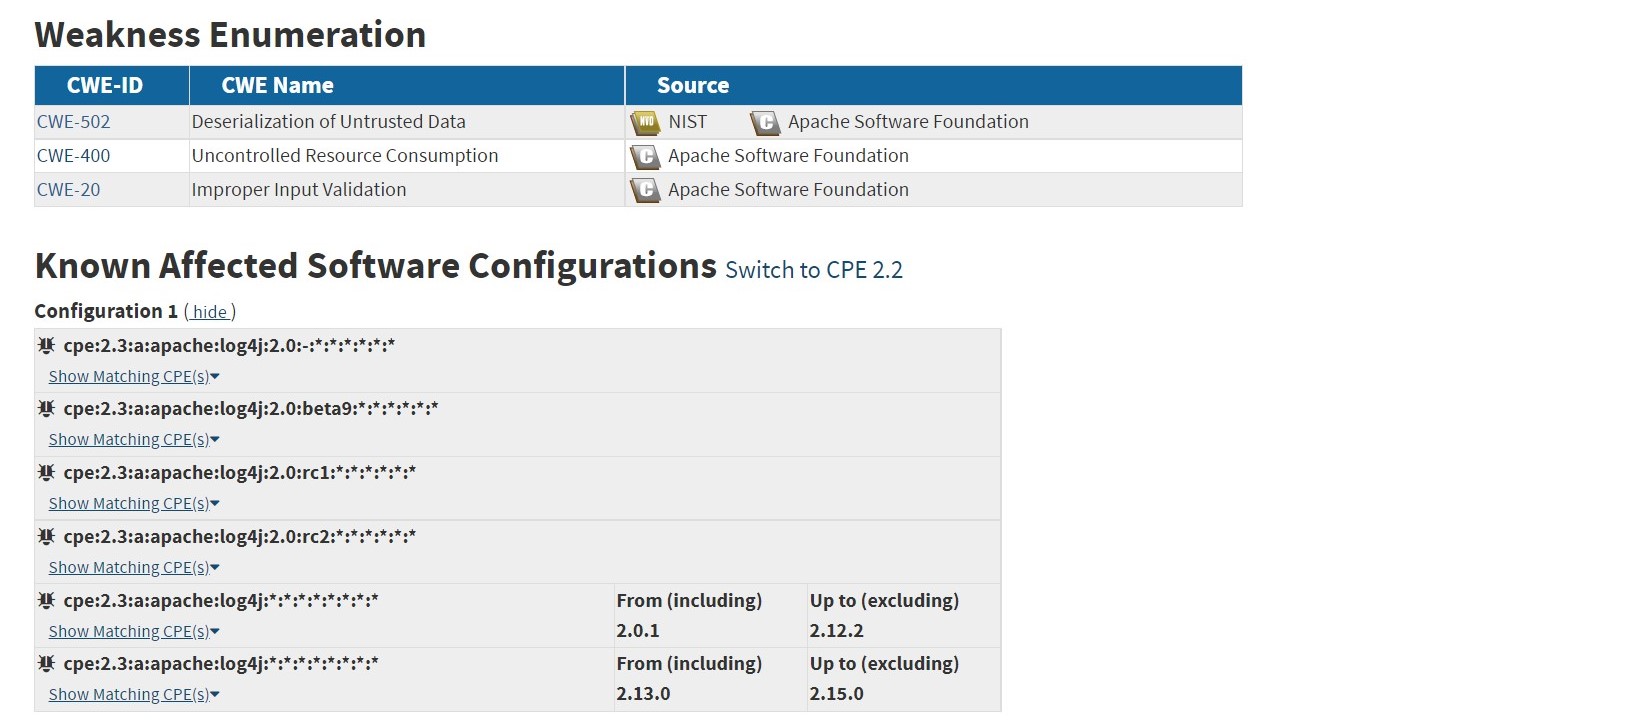 Weakness Enumeration
CWE-ID CWE Name Source
CWE-502 Deserialization of Untrusted Data NVD NIST C Apache Software Foundation
CWE-400 Uncontrolled Resource Consumption C Apache Software Foundation
CWE-20 Improper Input Validation C Apache Software Foundation
Known Affected Software Configurations Switch to CPE 2.2
Configuration 1 ( hide )
cpe:2.3:a:apache:log4j:2.0:-:*:*:*:*:*:*
Show Matching CPE(s)
cpe:2.3:a:apache:log4j:2.0:beta9:*:*:*:*:*:*
Show Matching CPE(s)
cpe:2.3:a:apache:log4j:2.0:rc1:*:*:*:*:*:*
Show Matching CPE(s)
cpe:2.3:a:apache:log4j:2.0:rc2:*:*:*:*:*:*
Show Matching CPE(s)
cpe:2.3:a:apache:log4j:*:*:*:*:*:*:*:* From (including) Up to (excluding)
Show Matching CPE(s) 2.0.1 2.12.2
cpe:2.3:a:apache:log4j:*:*:*:*:*:*:*:* From (including) Up to (excluding)
Show Matching CPE(s) 2.13.0 2.15.0